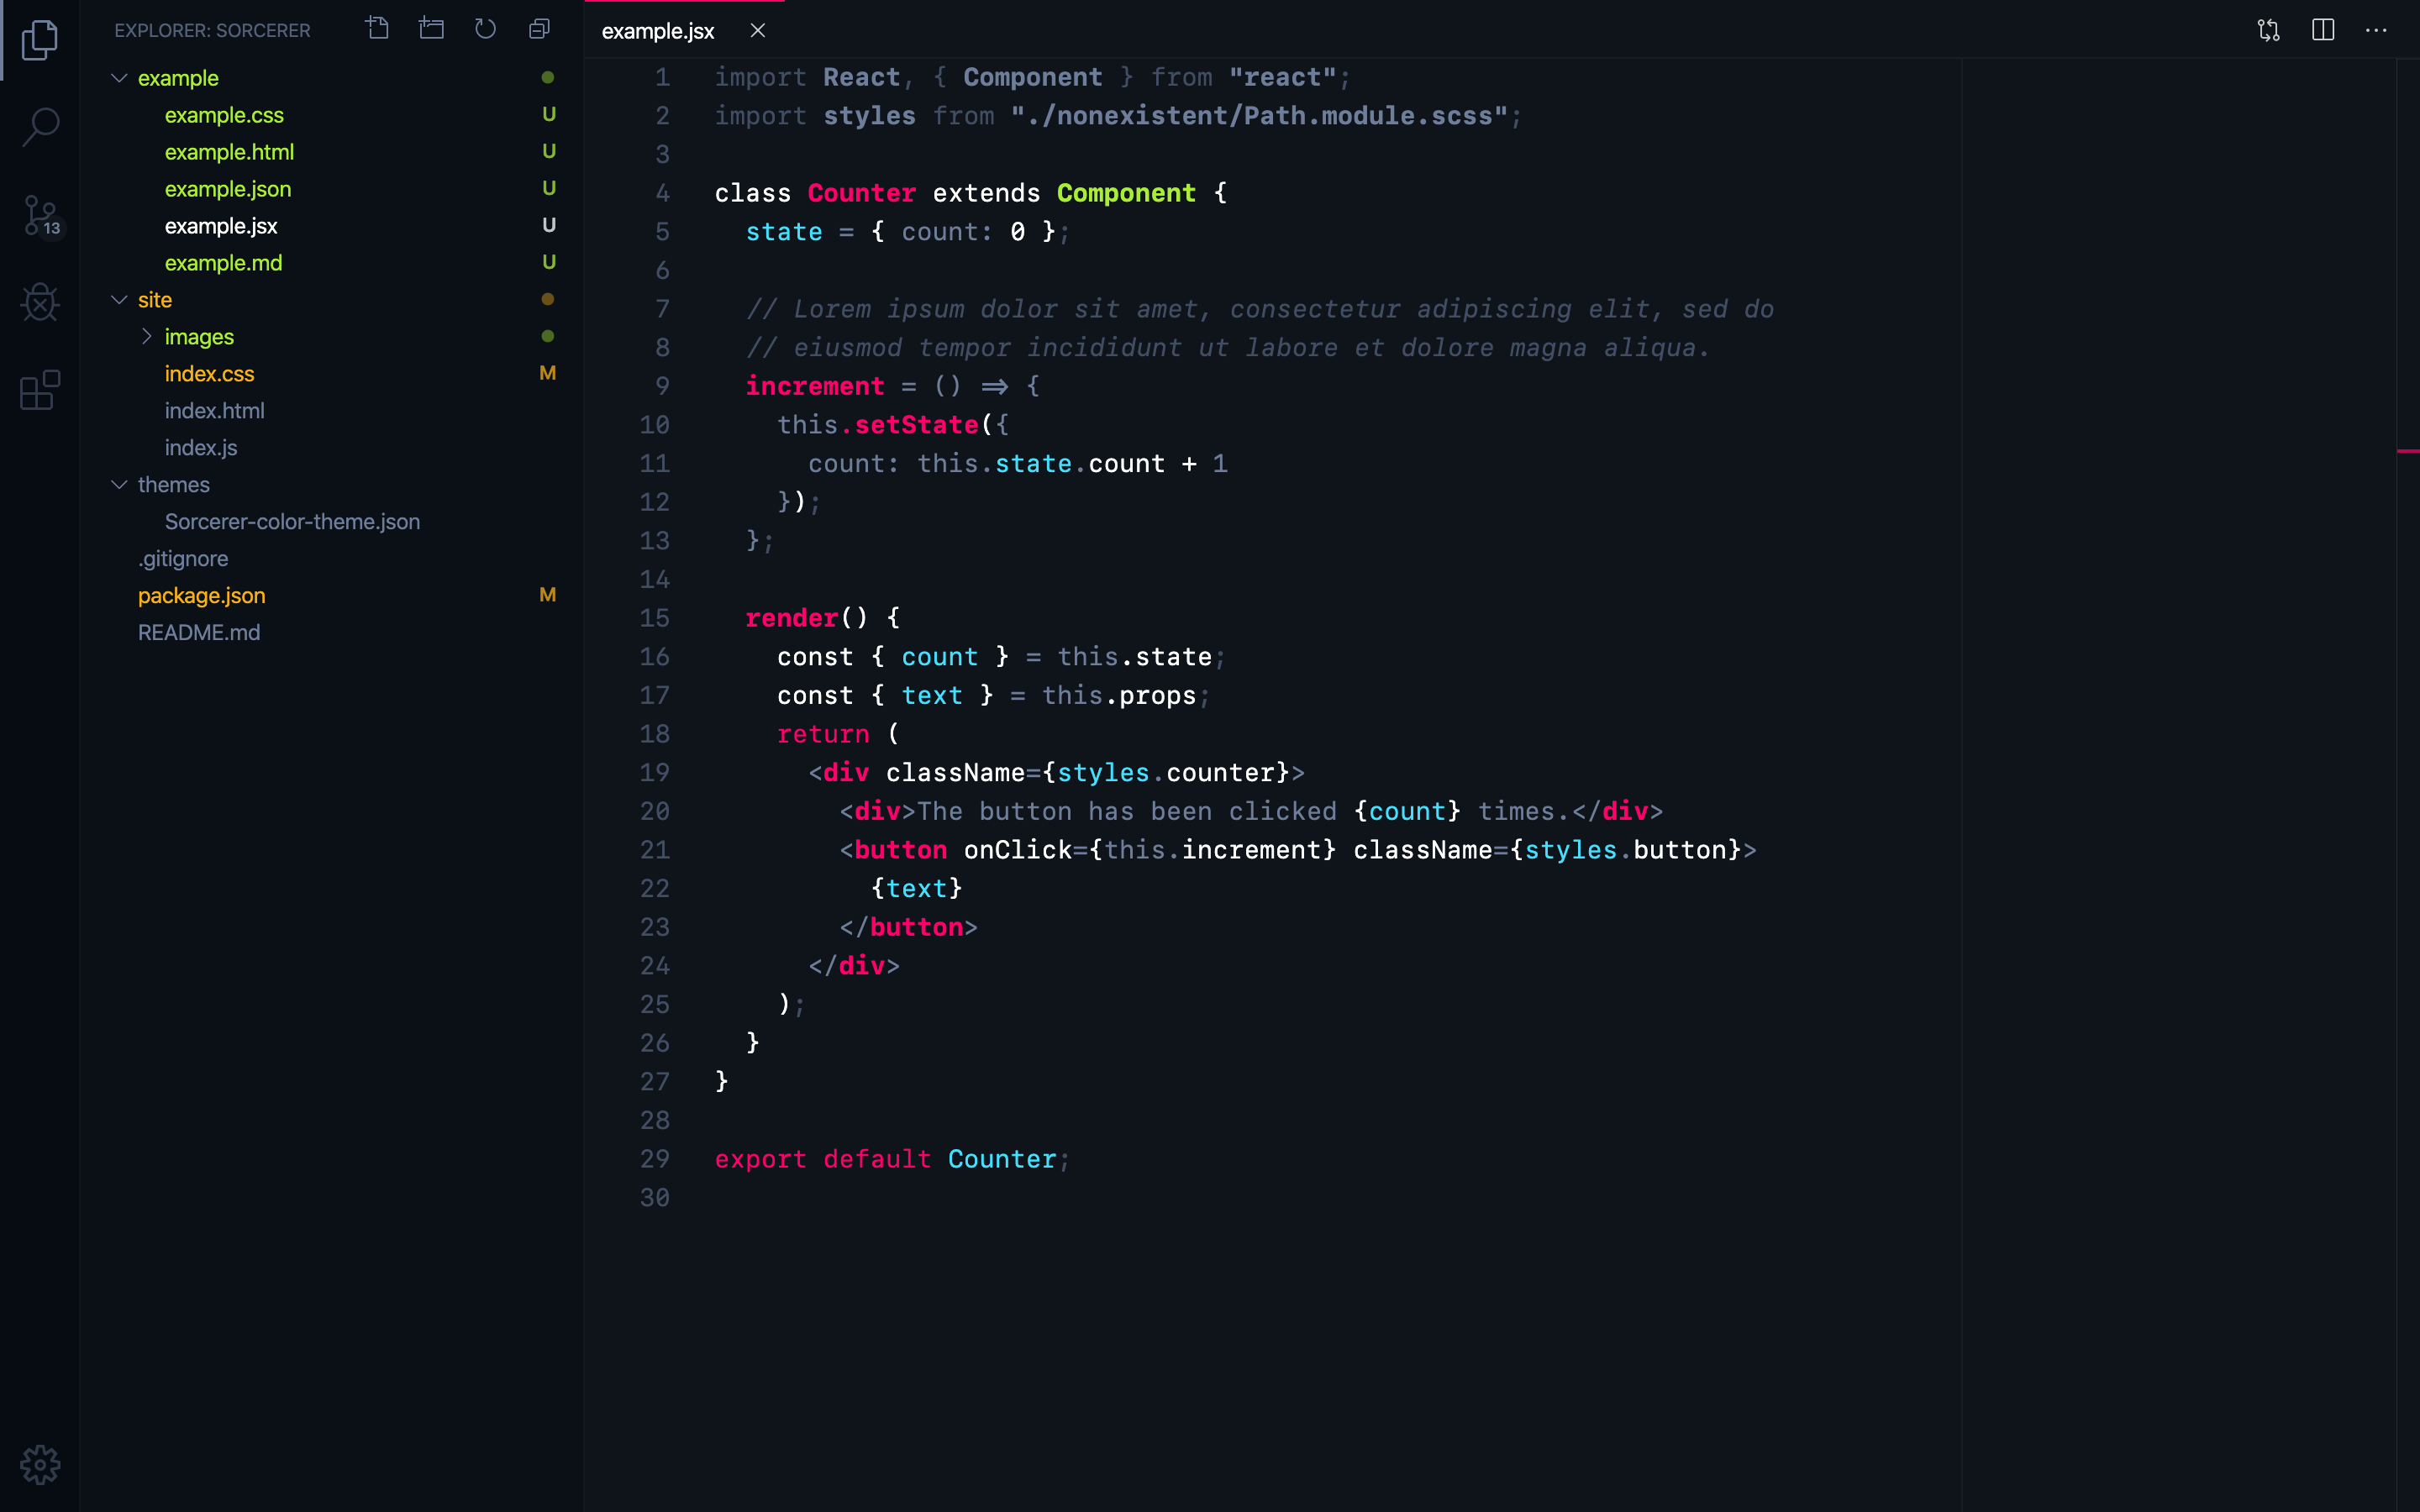 EXPLORER: SORCERER
example
example.css U
example.html U
example.json U
example.jsx U
example.md U
site
images
index.css M
index.html
index.js
themes
Sorcerer-color-theme.json
.gitignore
package.json M
README.md
13
example.jsx
1 import React, { Component } from "react";
2 import styles from "./nonexistent/Path.module.scss";
3
4 class Counter extends Component {
5   state = { count: 0 };
6
7   // Lorem ipsum dolor sit amet, consectetur adipiscing elit, sed do
8   // eiusmod tempor incididunt ut labore et dolore magna aliqua.
9   increment = () => {
10     this.setState({
11       count: this.state.count + 1
12     });
13   };
14
15   render() {
16     const { count } = this.state;
17     const { text } = this.props;
18     return (
19       <div className={styles.counter}>
20         <div>The button has been clicked {count} times.</div>
21         <button onClick={this.increment} className={styles.button}>
22           {text}
23         </button>
24       </div>
25     );
26   }
27 }
28
29 export default Counter;
30